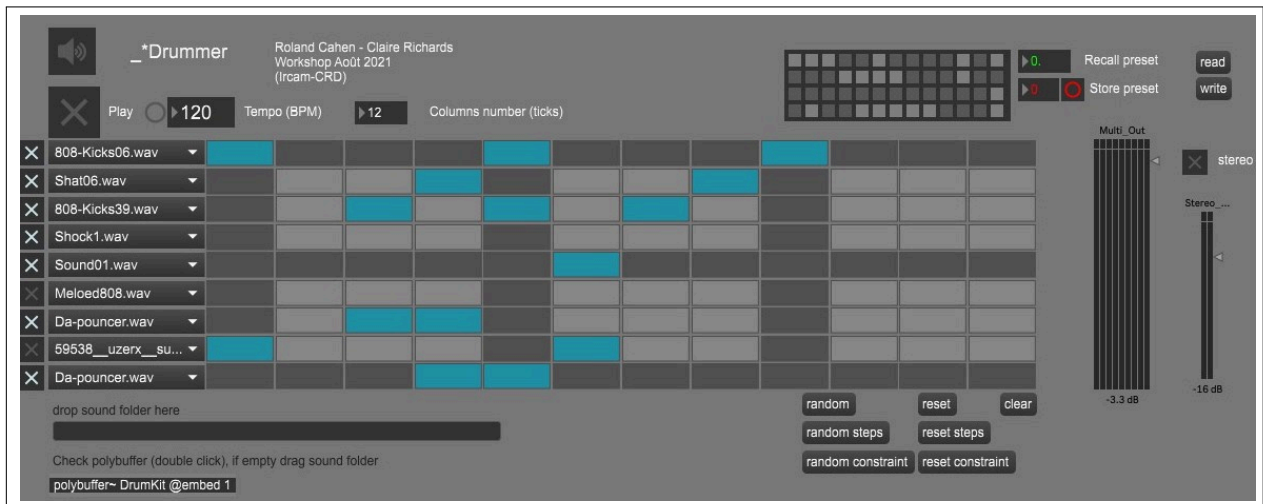 _*Drummer
Roland Cahen - Claire Richards
Workshop Août 2021
(Ircam-CRD)
0.
Recall preset
read
0
Store preset
write
Play
120
Tempo (BPM)
12
Columns number (ticks)
Multi_Out
808-Kicks06.wav
stereo
Shat06.wav
808-Kicks39.wav
Stereo_...
Shock1.wav
Sound01.wav
Meloed808.wav
Da-pouncer.wav
59538__uzerx__su...
Da-pouncer.wav
-16 dB
-3.3 dB
drop sound folder here
random
reset
clear
random steps
reset steps
Check polybuffer (double click), if empty drag sound folder
random constraint
reset constraint
polybuffer~ DrumKit @embed 1